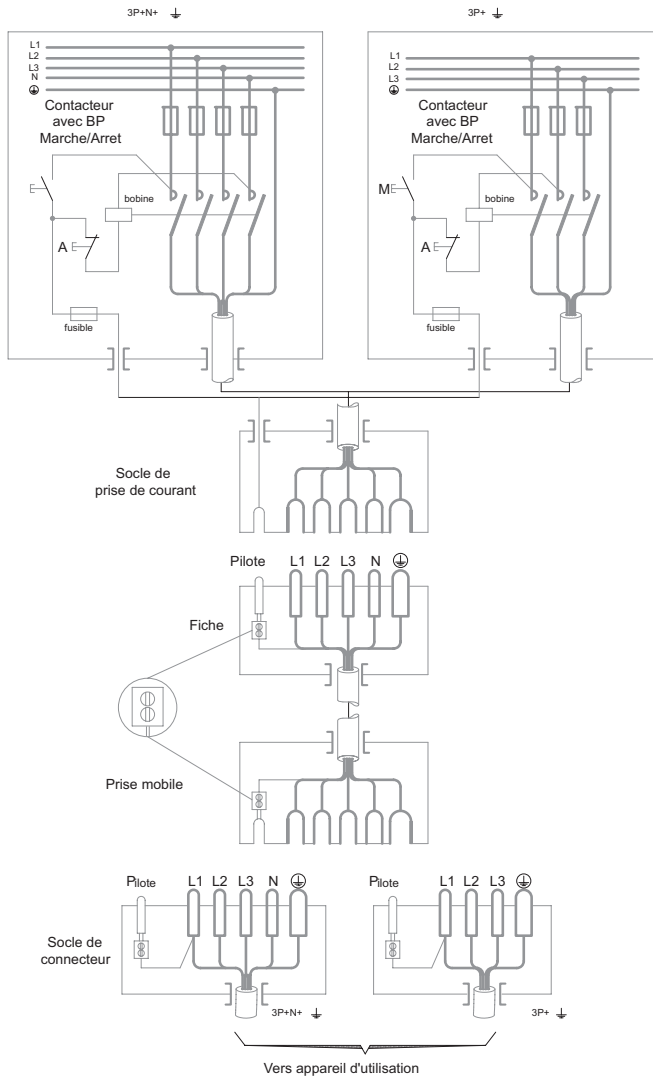 3P+N+
3P+
L1
L2
L3
N
L1
L2
L3
Contacteur
avec BP
Marche/Arret
Contacteur
avec BP
Marche/Arret
bobine
M
bobine
A
A
fusible
fusible
Socle de
prise de courant
Pilote L1 L2 L3 N
Fiche
Prise mobile
Pilote L1 L2 L3 N
Pilote L1 L2 L3
Socle de
connecteur
3P+N+
3P+
Vers appareil d'utilisation